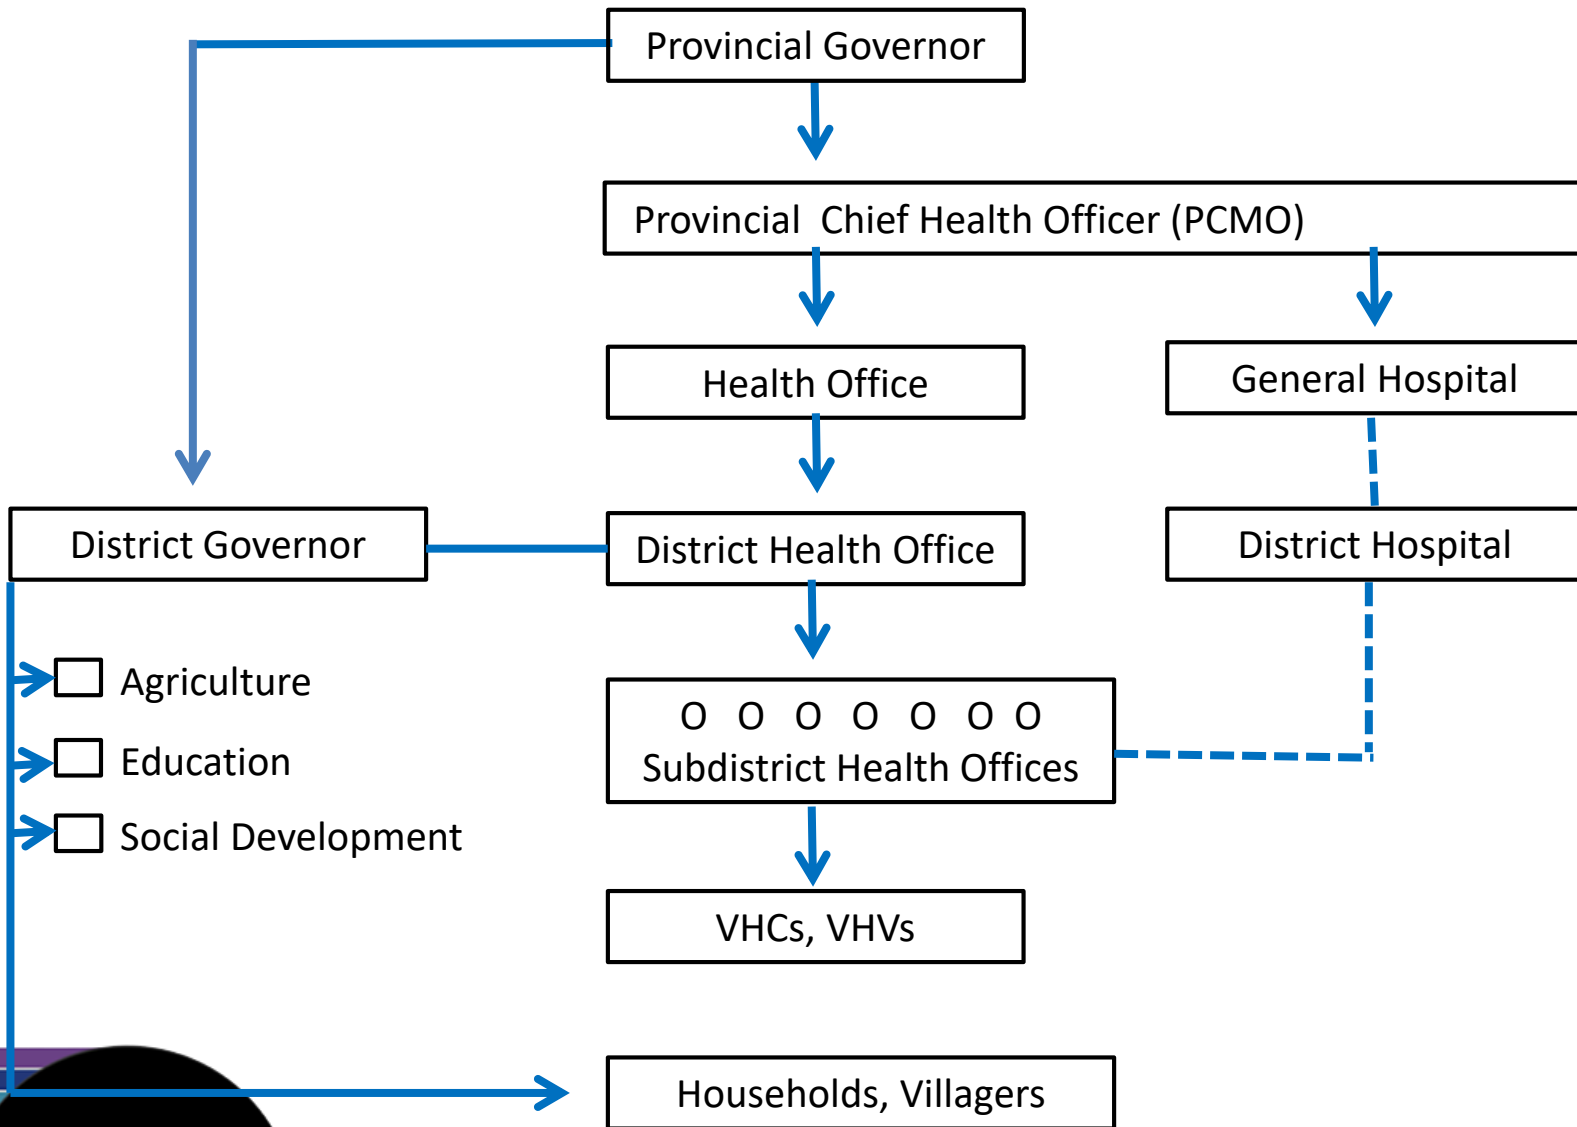 Provincial Governor
Provincial  Chief Health Officer (PCMO)
Health Office
General Hospital
District Governor
District Health Office
District Hospital
Agriculture
Education
Social Development
O O O O O O O
Subdistrict Health Offices
VHCs, VHVs
Households, Villagers